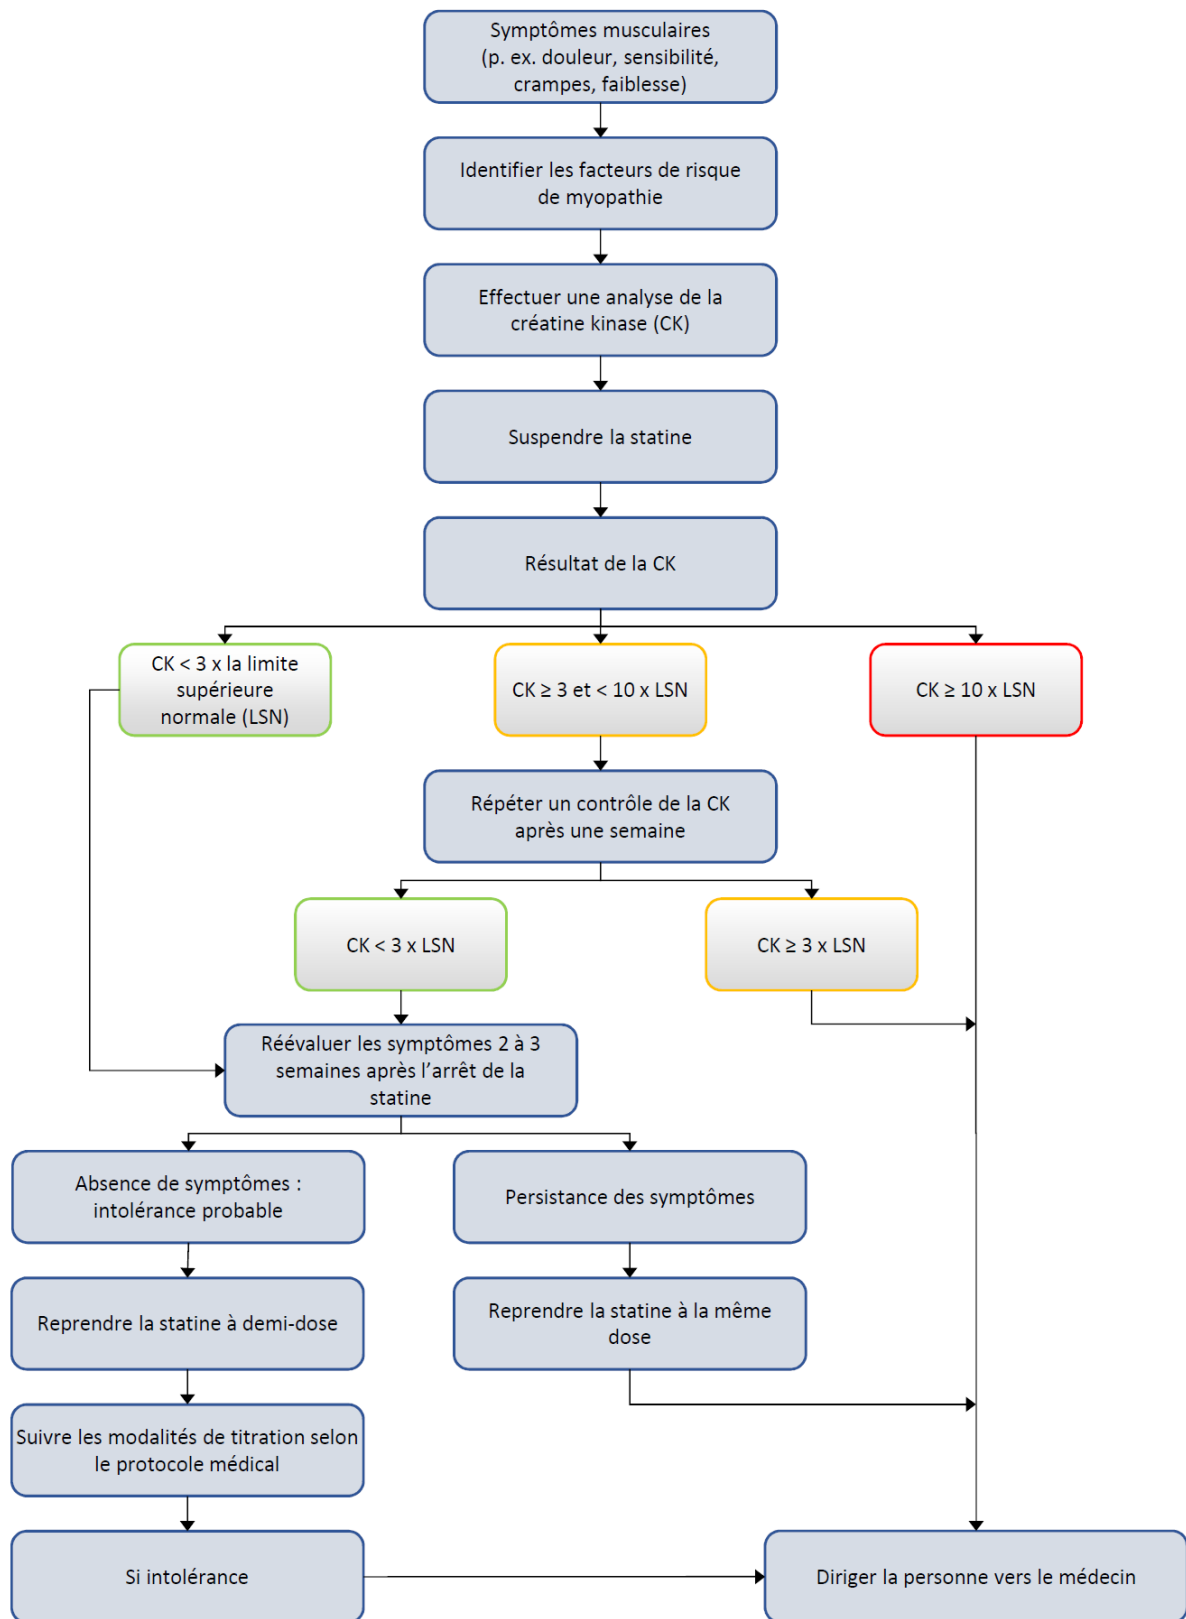 Symptômes musculaires
(p. ex. douleur, sensibilité,
crampes, faiblesse)
Identifier les facteurs de risque
de myopathie
Effectuer une analyse de la
créatine kinase (CK)
Suspendre la statine
Résultat de la CK
CK < 3 x la limite
supérieure
normale (LSN)
CK ≥ 3 et < 10 x LSN
CK ≥ 10 x LSN
Répéter un contrôle de la CK
après une semaine
CK < 3 x LSN
CK ≥ 3 x LSN
Réévaluer les symptômes 2 à 3
semaines après l’arrêt de la
statine
Absence de symptômes :
intolérance probable
Persistance des symptômes
Reprendre la statine à demi-dose
Reprendre la statine à la même
dose
Suivre les modalités de titration selon
le protocole médical
Si intolérance
Diriger la personne vers le médecin